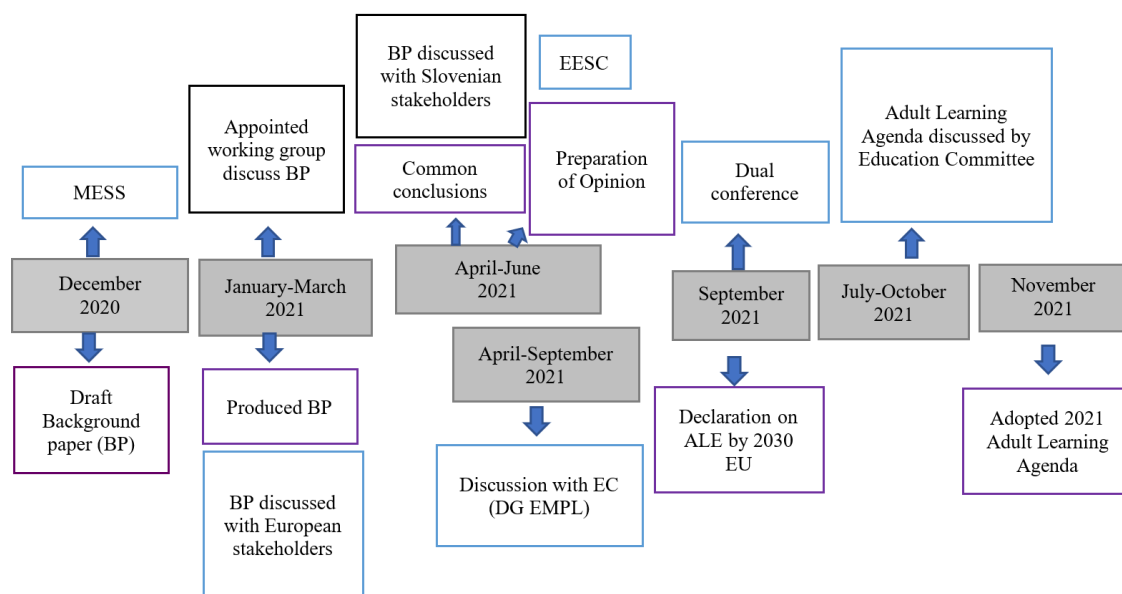 MESS
December
2020
Draft
Background
paper (BP)
Appointed
working group
discuss BP
January-March
2021
Produced BP
BP discussed
with European
stakeholders
BP discussed
with Slovenian
stakeholders
Common
conclusions
EESC
Preparation
of Opinion
April-June
2021
April-September
2021
Discussion with EC
(DG EMPL)
Dual
conference
September
2021
Declaration on
ALE by 2030
EU
Adult Learning
Agenda discussed by
Education Committee
July-October
2021
November
2021
Adopted 2021
Adult Learning
Agenda